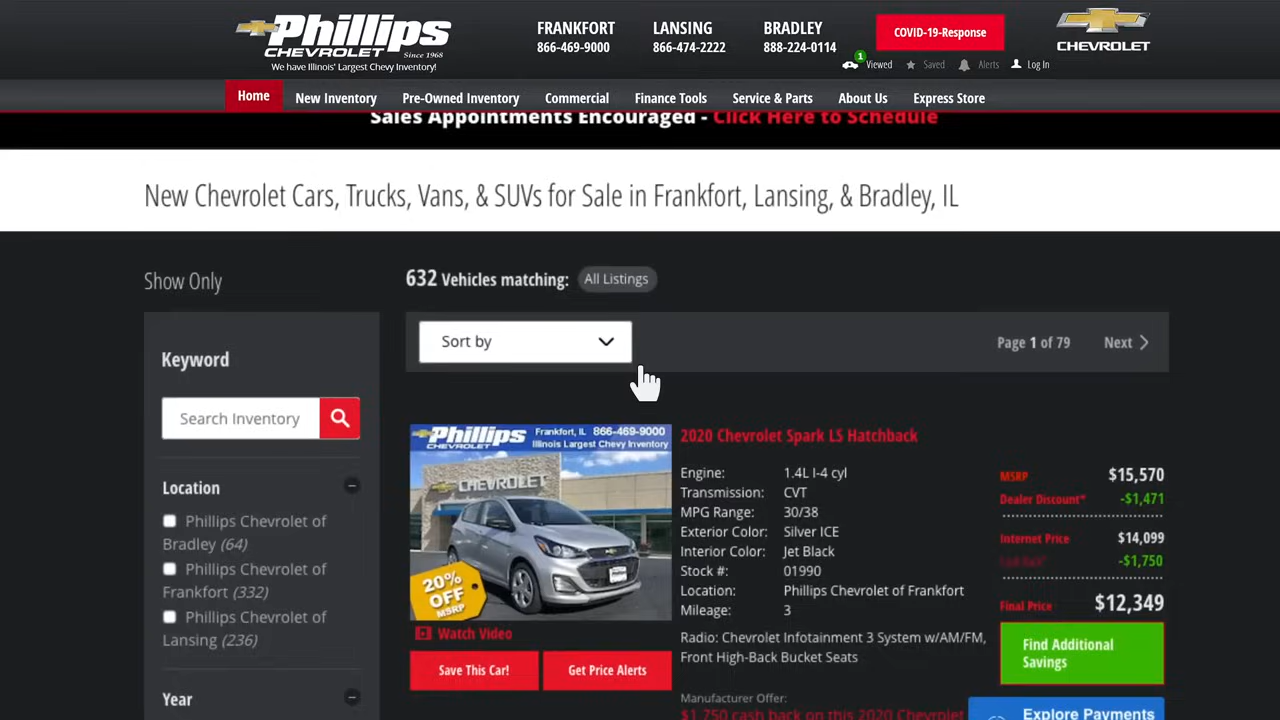 Phillips
CHEVROLET Since 1968
We have Illinois' Largest Chevy Inventory!
FRANKFORT
866-469-9000
LANSING
866-474-2222
BRADLEY
888-224-0114
COVID-19-Response
CHEVROLET
1
Viewed
Saved
Alerts
Log In
Home
New Inventory
Pre-Owned Inventory
Commercial
Finance Tools
Service & Parts
About Us
Express Store
Sales Appointments Encouraged - Click Here to Schedule
New Chevrolet Cars, Trucks, Vans, & SUVs for Sale in Frankfort, Lansing, & Bradley, IL
Show Only
632 Vehicles matching: All Listings
Sort by
Page 1 of 79
Next
Keyword
Search Inventory
Location
Phillips Chevrolet of
Bradley (64)
Phillips Chevrolet of
Frankfort (332)
Phillips Chevrolet of
Lansing (236)
Year
Phillips
CHEVROLET
Frankfort, IL 866-469-9000
Illinois Largest Chevy Inventory
CHEVROLET
20%
OFF
MSRP
Watch Video
Save This Car!
Get Price Alerts
2020 Chevrolet Spark LS Hatchback
Engine: 1.4L I-4 cyl
Transmission: CVT
MPG Range: 30/38
Exterior Color: Silver ICE
Interior Color: Jet Black
Stock #: 01990
Location: Phillips Chevrolet of Frankfort
Mileage: 3
Radio: Chevrolet Infotainment 3 System w/AM/FM,
Front High-Back Bucket Seats
Manufacturer Offer:
$1,750 cash back on this 2020 Chevrolet
MSRP $15,570
Dealer Discount* -$1,471
Internet Price $14,099
-$1,750
Final Price $12,349
Find Additional
Savings
Explore Payments